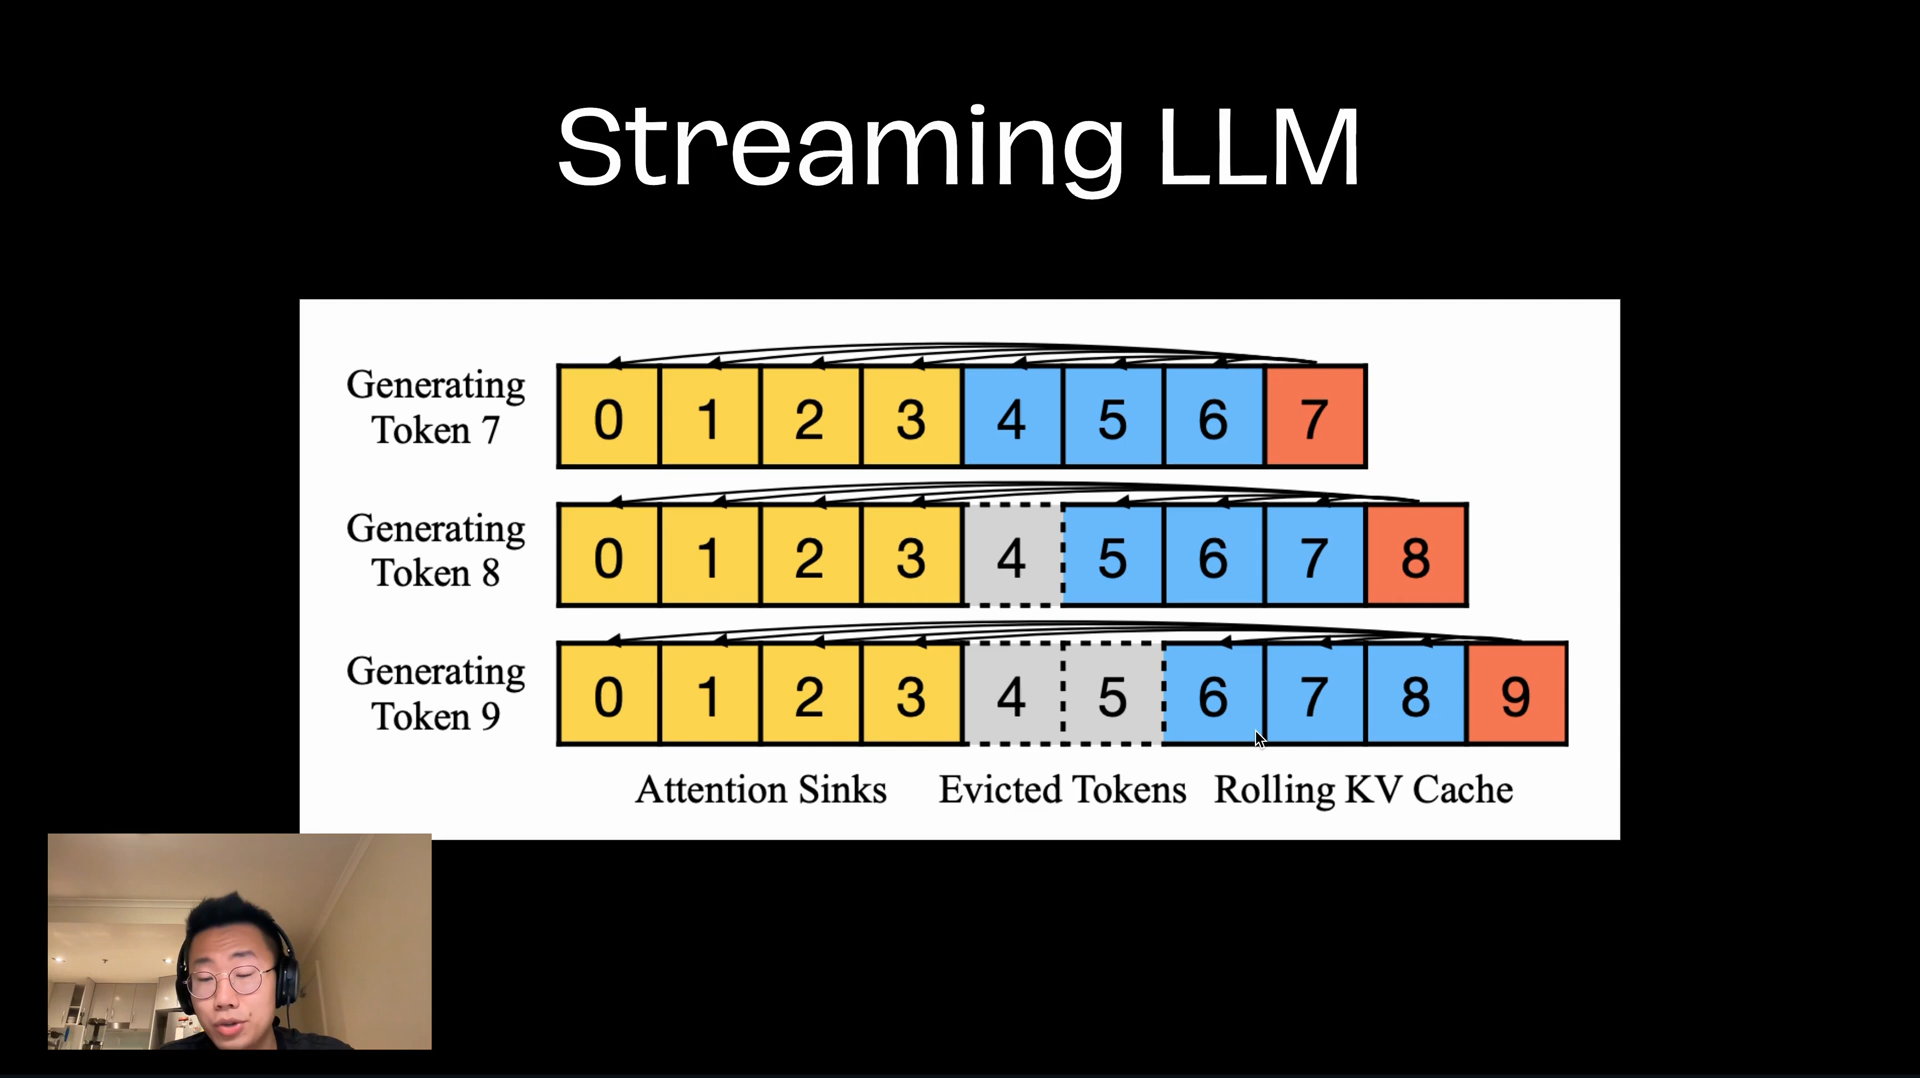 Streaming LLM
Generating
Token 7
0 1 2 3 4 5 6 7
Generating
Token 8
0 1 2 3 4 5 6 7 8
Generating
Token 9
0 1 2 3 4 5 6 7 8 9
Attention Sinks Evicted Tokens Rolling KV Cache